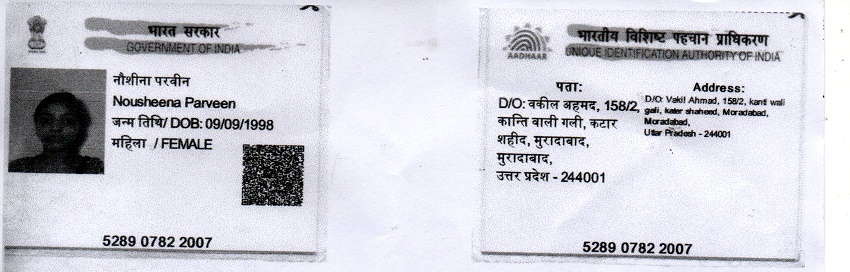 भारत सरकार
GOVERNMENT OF INDIA
नौशीना परवीन
Nousheena Parveen
जन्म तिथि/ DOB: 09/09/1998
महिला / FEMALE
5289 0782 2007
भारतीय विशिष्ट पहचान प्राधिकरण
UNIQUE IDENTIFICATION AUTHORITY OF INDIA
AADHAAR
पता:
D/O: वकील अहमद, 158/2,
कान्ति वाली गली, कटार
शहीद, मुरादाबाद,
मुरादाबाद,
उत्तर प्रदेश - 244001
Address:
D/O: Vakil Ahmad, 158/2, kanti wali
gali, kater shaheed, Moradabad,
Moradabad,
Uttar Pradesh - 244001
5289 0782 2007